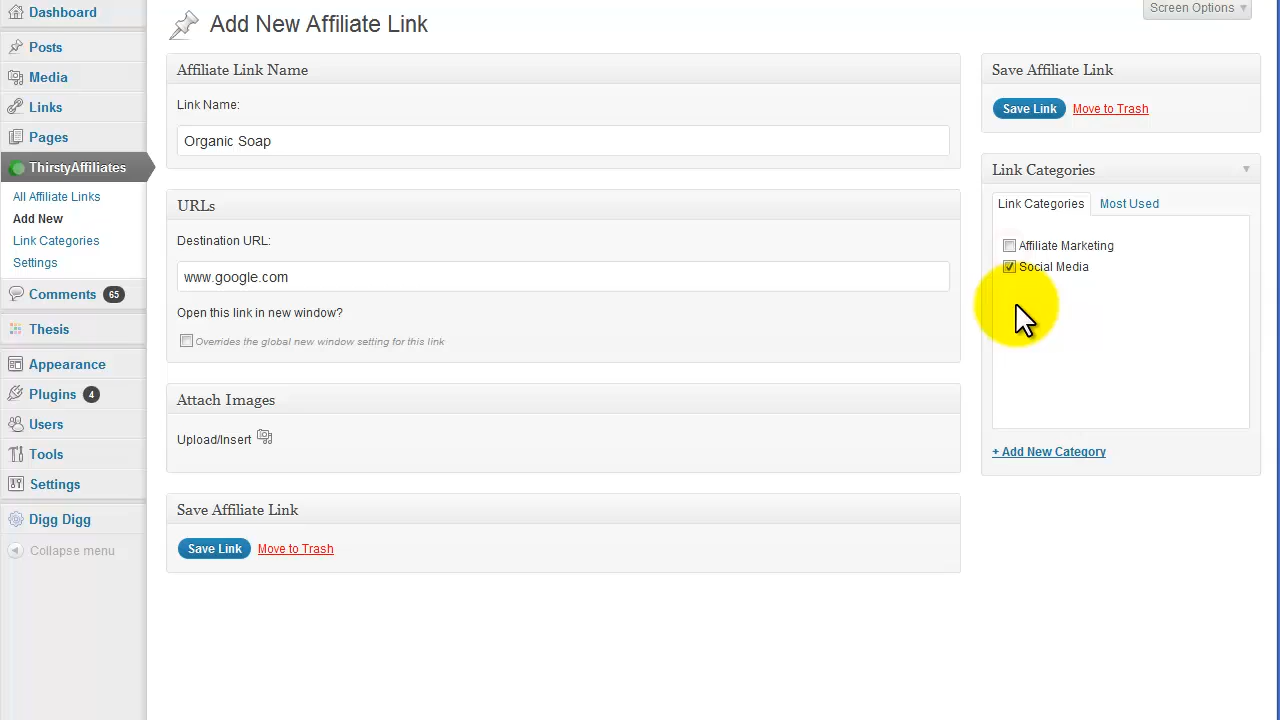 Dashboard
Posts
Media
Links
Pages
ThirstyAffiliates
All Affiliate Links
Add New
Link Categories
Settings
Comments 65
Thesis
Appearance
Plugins 4
Users
Tools
Settings
Digg Digg
Collapse menu
Screen Options
Add New Affiliate Link
Affiliate Link Name
Link Name:
Organic Soap
URLs
Destination URL:
www.google.com
Open this link in new window?
Overrides the global new window setting for this link
Attach Images
Upload/Insert
Save Affiliate Link
Save Link Move to Trash
Save Affiliate Link
Save Link Move to Trash
Link Categories
Link Categories Most Used
Affiliate Marketing
Social Media
+ Add New Category